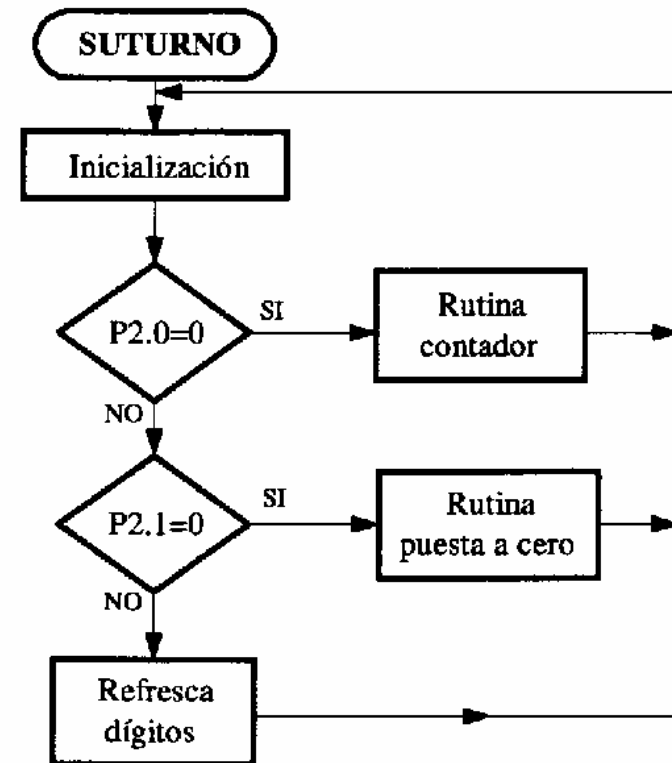 SUTURNO
Inicialización
P2.0=0
SI
Rutina
contador
NO
P2.1=0
SI
Rutina
puesta a cero
NO
Refresca
dígitos